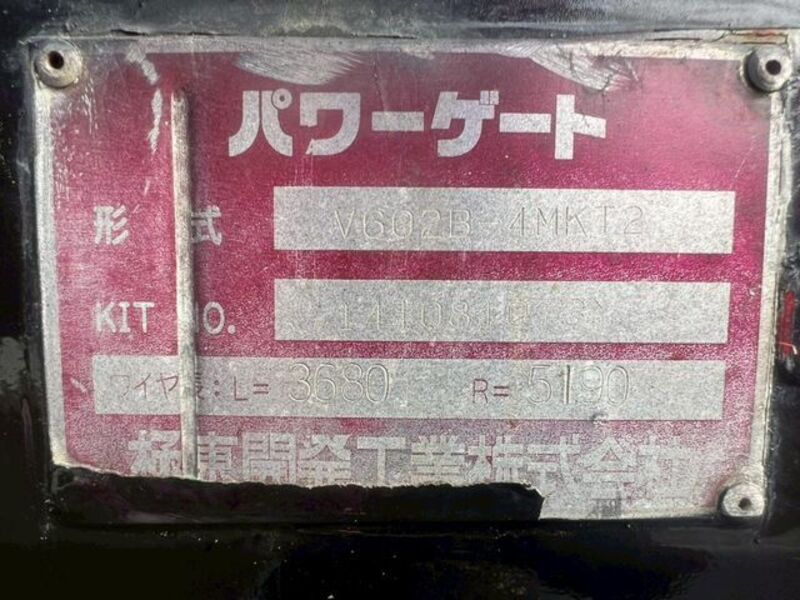 パワーゲート
形式 V602B-4MKT2
KIT NO.
ワイヤ長:L= 3680 R= 5190
極東開発工業株式会社